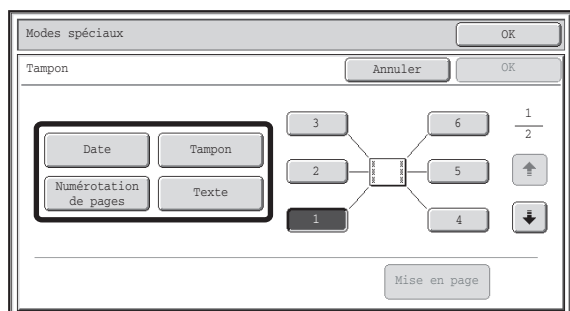 Modes spéciaux OK
Tampon Annuler OK
3 6 1
Date Tampon 2
2 5
Numérotation
de pages Texte
1 4
Mise en page